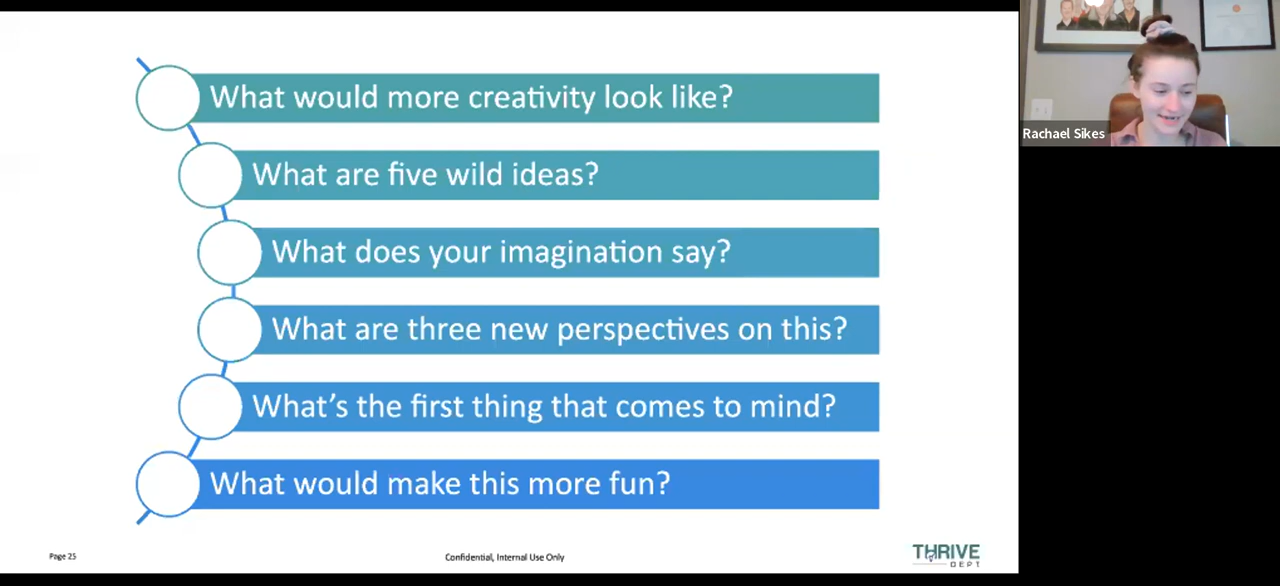 What would more creativity look like?
What are five wild ideas?
What does your imagination say?
What are three new perspectives on this?
What's the first thing that comes to mind?
What would make this more fun?
Page 25
Confidential, Internal Use Only
THRIVE
DEPT
Rachael Sikes